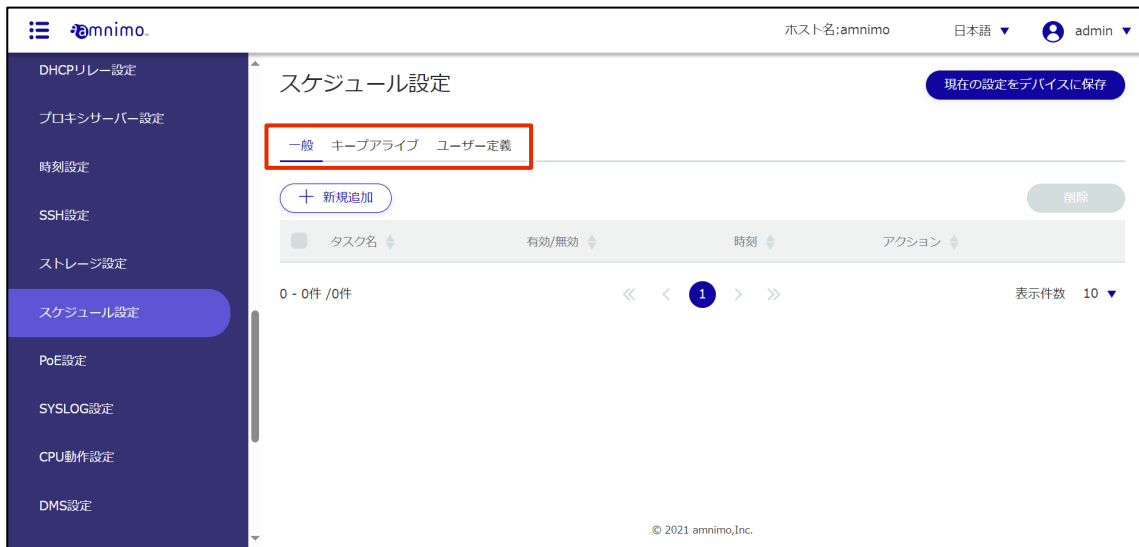 amnimo
ホスト名:amnimo
日本語
admin
DHCPリレー設定
プロキシサーバー設定
時刻設定
SSH設定
ストレージ設定
スケジュール設定
PoE設定
SYSLOG設定
CPU動作設定
DMS設定
スケジュール設定
現在の設定をデバイスに保存
一般 キープアライブ ユーザー定義
新規追加
削除
タスク名 有効/無効 時刻 アクション
0 - 0件 /0件
1
表示件数 10
© 2021 amnimo,Inc.